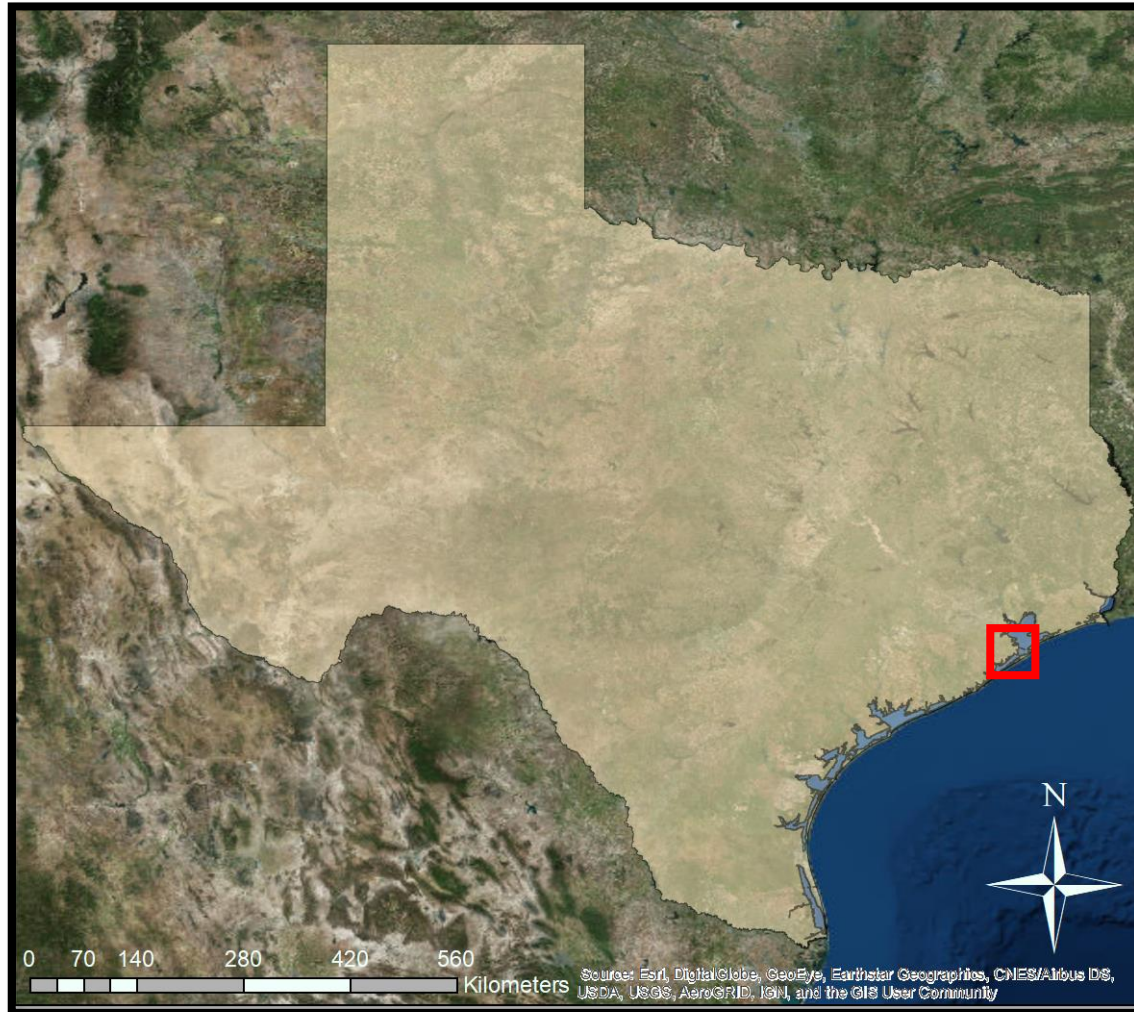 N
0 70 140 280 420 560
Kilometers
Source: Esri, DigitalGlobe, GeoEye, Earthstar Geographics, CNES/Airbus DS,
USDA, USGS, AeroGRID, IGN, and the GIS User Community